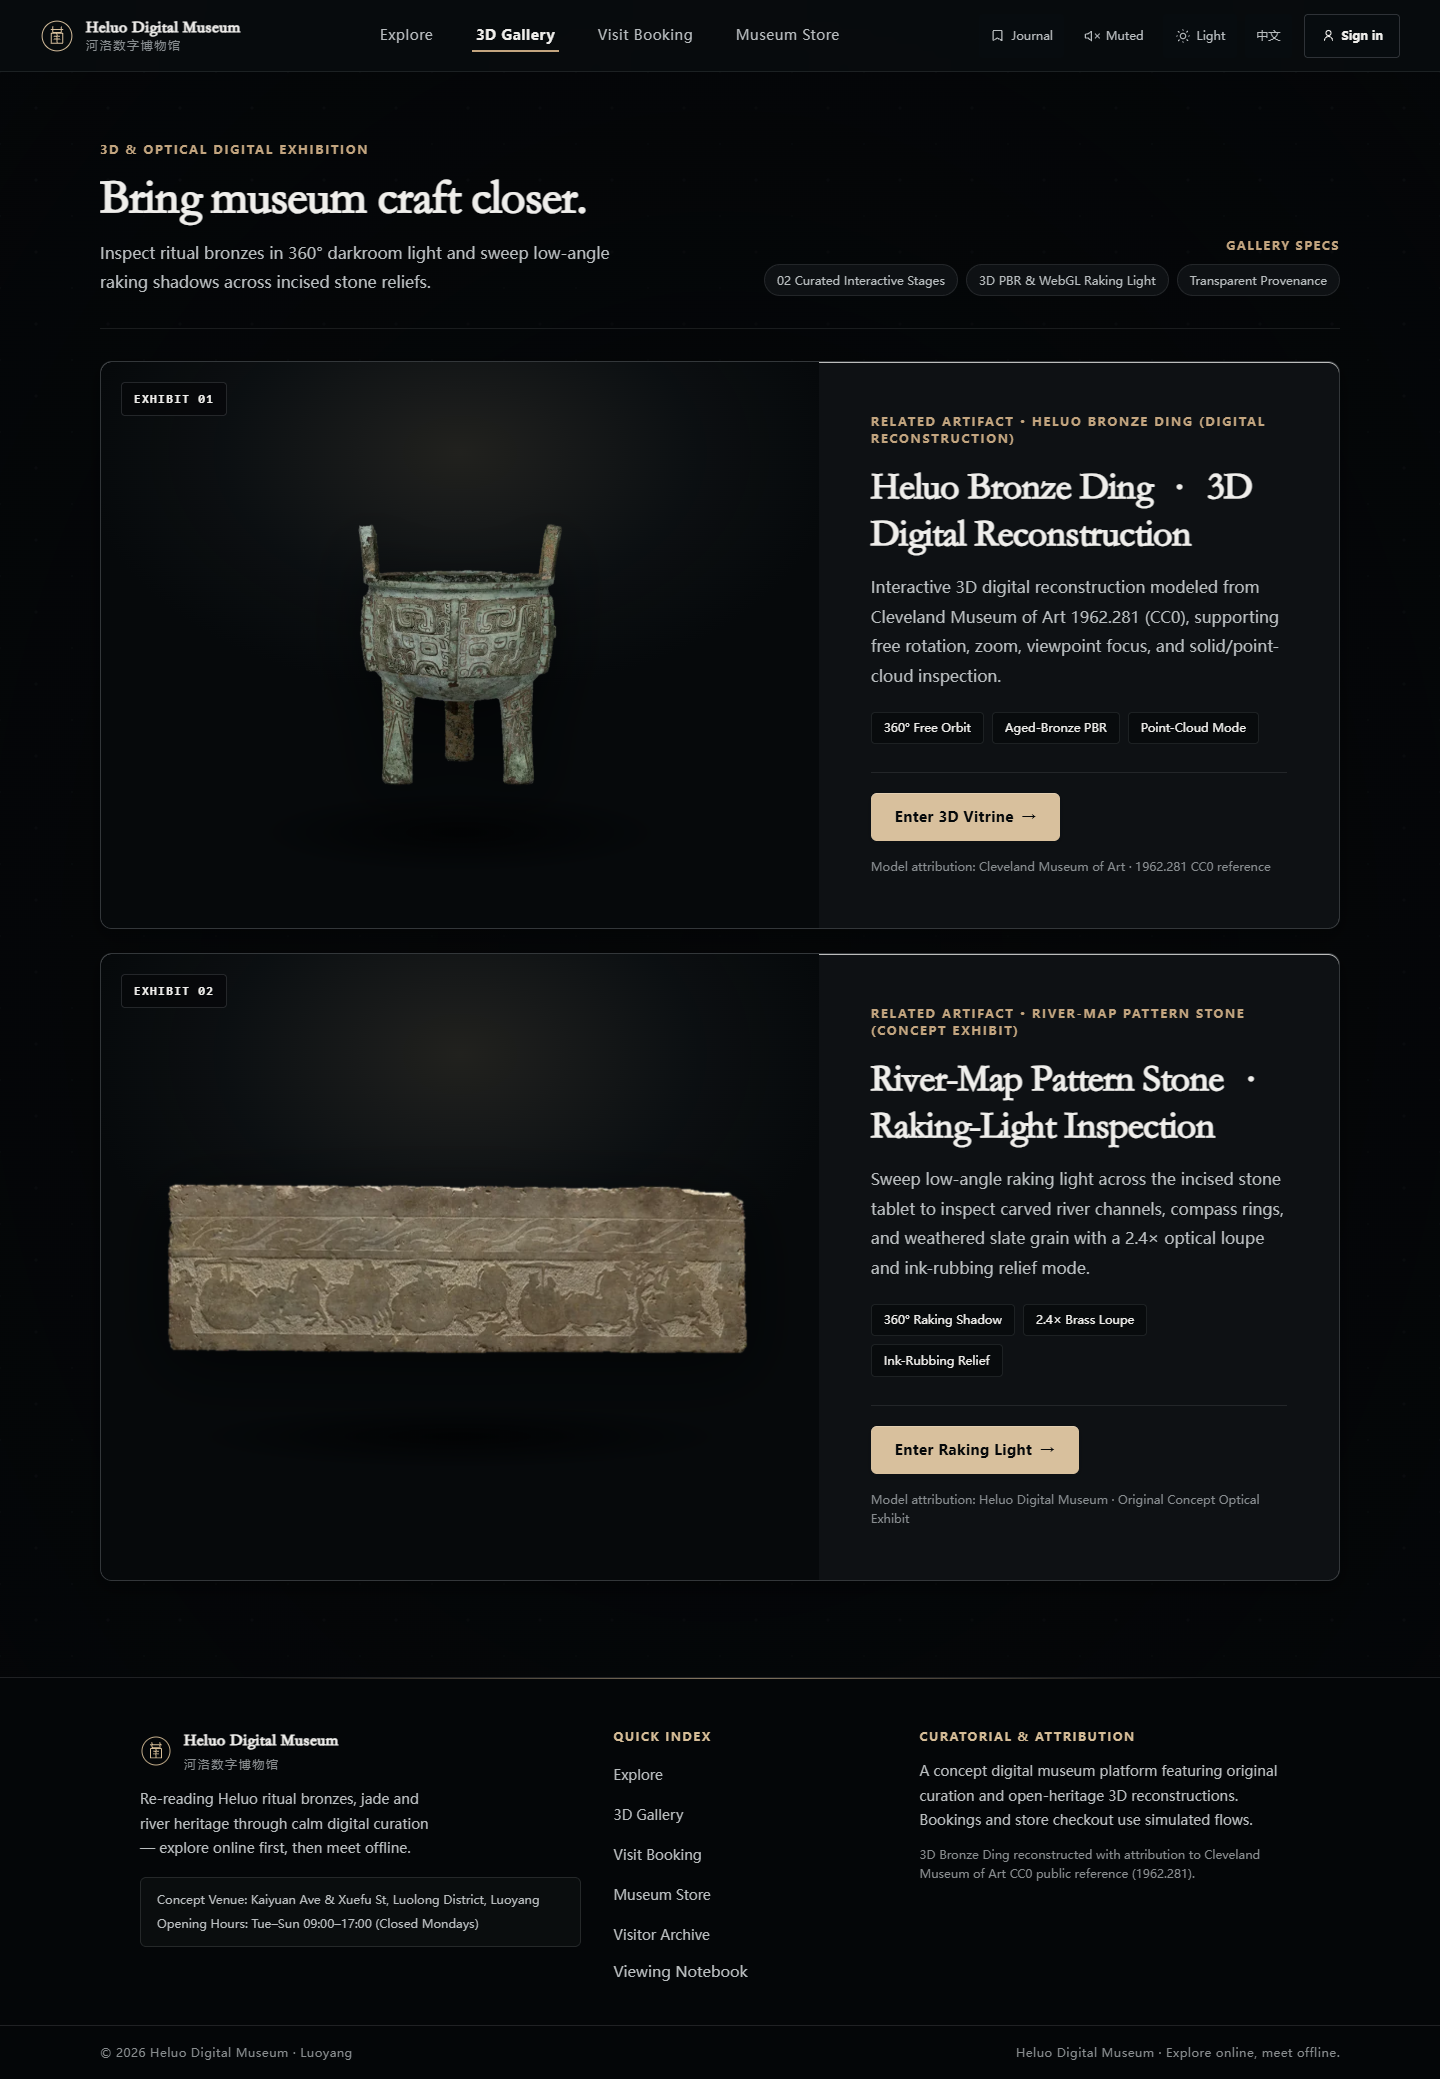 Heluo Digital Museum
河洛数字博物馆
Explore
3D Gallery
Visit Booking
Museum Store
Journal
Muted
Light
中文
Sign in
3D & OPTICAL DIGITAL EXHIBITION
Bring museum craft closer.
Inspect ritual bronzes in 360° darkroom light and sweep low-angle
raking shadows across incised stone reliefs.
GALLERY SPECS
02 Curated Interactive Stages
3D PBR & WebGL Raking Light
Transparent Provenance
EXHIBIT 01
RELATED ARTIFACT • HELUO BRONZE DING (DIGITAL
RECONSTRUCTION)
Heluo Bronze Ding · 3D
Digital Reconstruction
Interactive 3D digital reconstruction modeled from
Cleveland Museum of Art 1962.281 (CC0), supporting
free rotation, zoom, viewpoint focus, and solid/point-
cloud inspection.
360° Free Orbit
Aged-Bronze PBR
Point-Cloud Mode
Enter 3D Vitrine →
Model attribution: Cleveland Museum of Art · 1962.281 CC0 reference
EXHIBIT 02
RELATED ARTIFACT • RIVER-MAP PATTERN STONE
(CONCEPT EXHIBIT)
River-Map Pattern Stone ·
Raking-Light Inspection
Sweep low-angle raking light across the incised stone
tablet to inspect carved river channels, compass rings,
and weathered slate grain with a 2.4× optical loupe
and ink-rubbing relief mode.
360° Raking Shadow
2.4× Brass Loupe
Ink-Rubbing Relief
Enter Raking Light →
Model attribution: Heluo Digital Museum · Original Concept Optical
Exhibit
Heluo Digital Museum
河洛数字博物馆
Re-reading Heluo ritual bronzes, jade and
river heritage through calm digital curation
— explore online first, then meet offline.
Concept Venue: Kaiyuan Ave & Xuefu St, Luolong District, Luoyang
Opening Hours: Tue–Sun 09:00–17:00 (Closed Mondays)
QUICK INDEX
Explore
3D Gallery
Visit Booking
Museum Store
Visitor Archive
Viewing Notebook
CURATORIAL & ATTRIBUTION
A concept digital museum platform featuring original
curation and open-heritage 3D reconstructions.
Bookings and store checkout use simulated flows.
3D Bronze Ding reconstructed with attribution to Cleveland
Museum of Art CC0 public reference (1962.281).
© 2026 Heluo Digital Museum · Luoyang
Heluo Digital Museum · Explore online, meet offline.